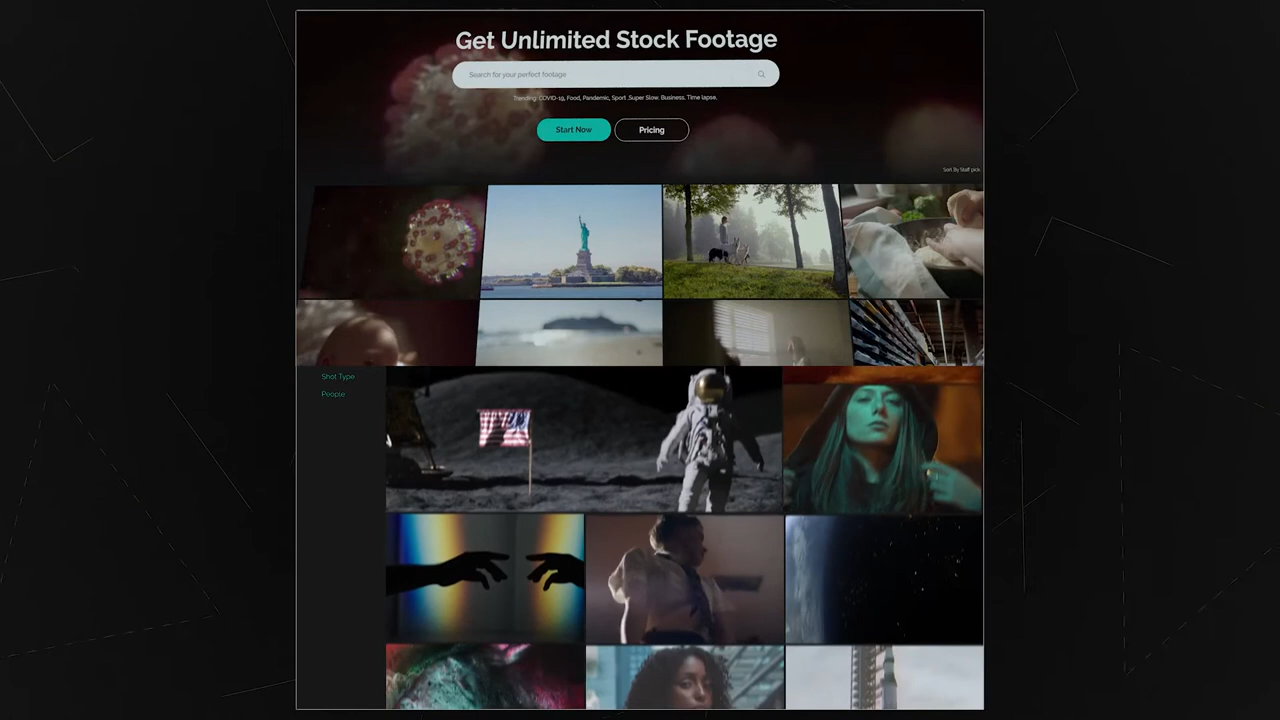 Get Unlimited Stock Footage
Search for your perfect footage
Trending: COVID-19, Food, Pandemic, Sport ,Super Slow, Business, Time lapse,
Start Now
Pricing
Sort By Staff pick
Shot Type
People